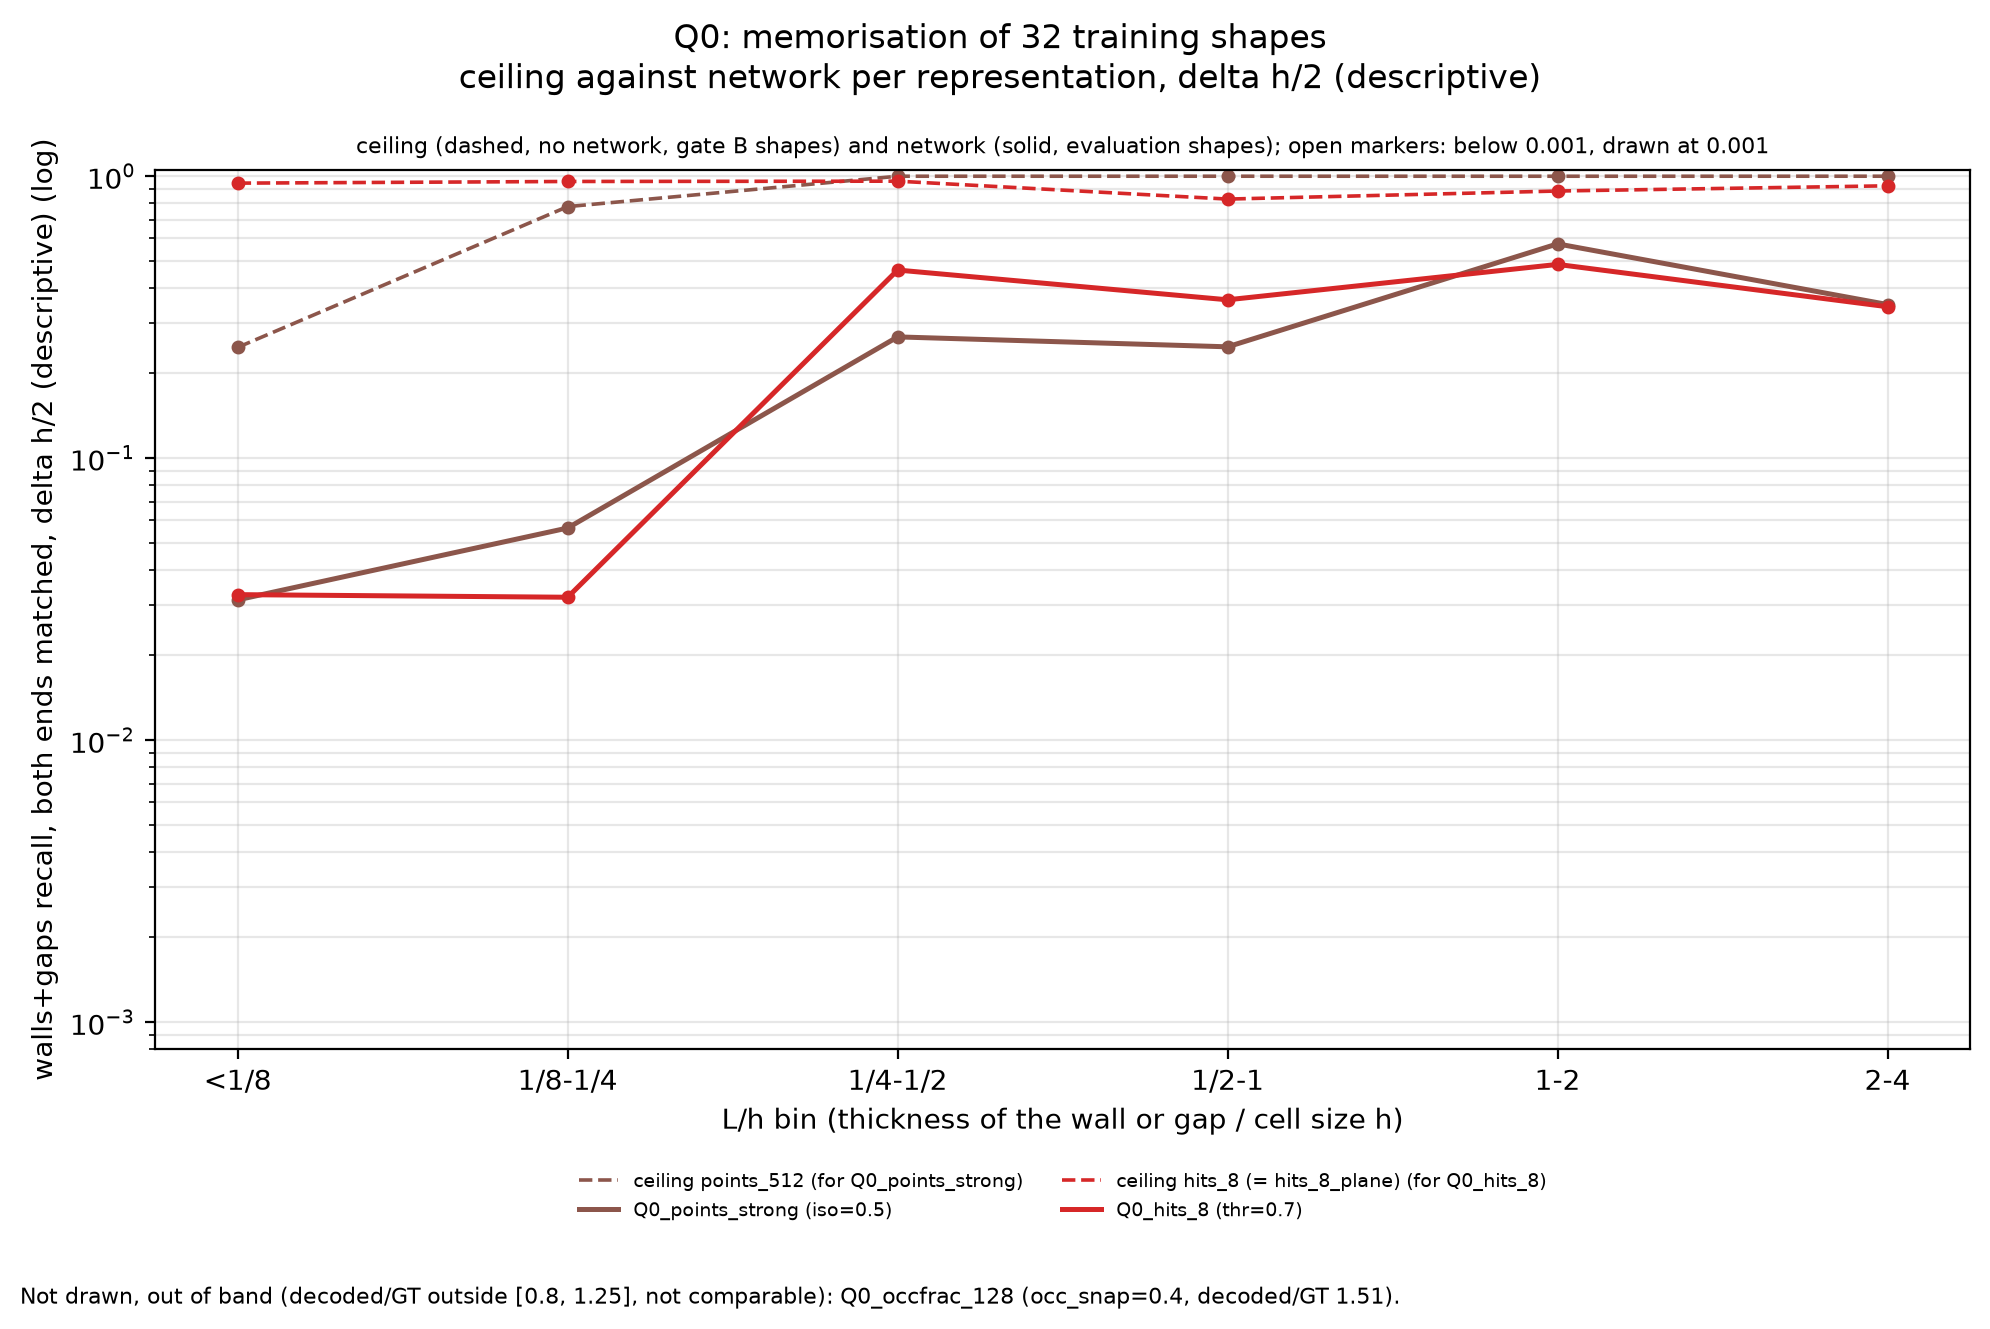 Q0: memorisation of 32 training shapes
ceiling against network per representation, delta h/2 (descriptive)
ceiling (dashed, no network, gate B shapes) and network (solid, evaluation shapes); open markers: below 0.001, drawn at 0.001
walls+gaps recall, both ends matched, delta h/2 (descriptive) (log)
10⁰
10⁻¹
10⁻²
10⁻³
<1/8
1/8-1/4
1/4-1/2
1/2-1
1-2
2-4
L/h bin (thickness of the wall or gap / cell size h)
ceiling points_512 (for Q0_points_strong)
Q0_points_strong (iso=0.5)
ceiling hits_8 (= hits_8_plane) (for Q0_hits_8)
Q0_hits_8 (thr=0.7)
Not drawn, out of band (decoded/GT outside [0.8, 1.25], not comparable): Q0_occfrac_128 (occ_snap=0.4, decoded/GT 1.51).